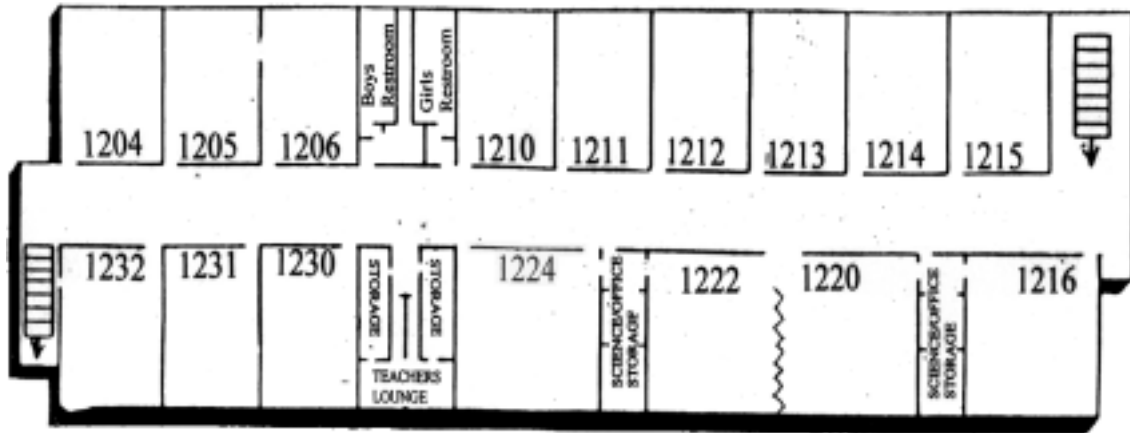 Boys
Restroom
Girls
Restroom
1204
1205
1206
1210
1211
1212
1213
1214
1215
1232
1231
1230
STORAGE
STORAGE
TEACHERS
LOUNGE
1224
SCIENCE/OFFICE
STORAGE
1222
1220
SCIENCE/OFFICE
STORAGE
1216